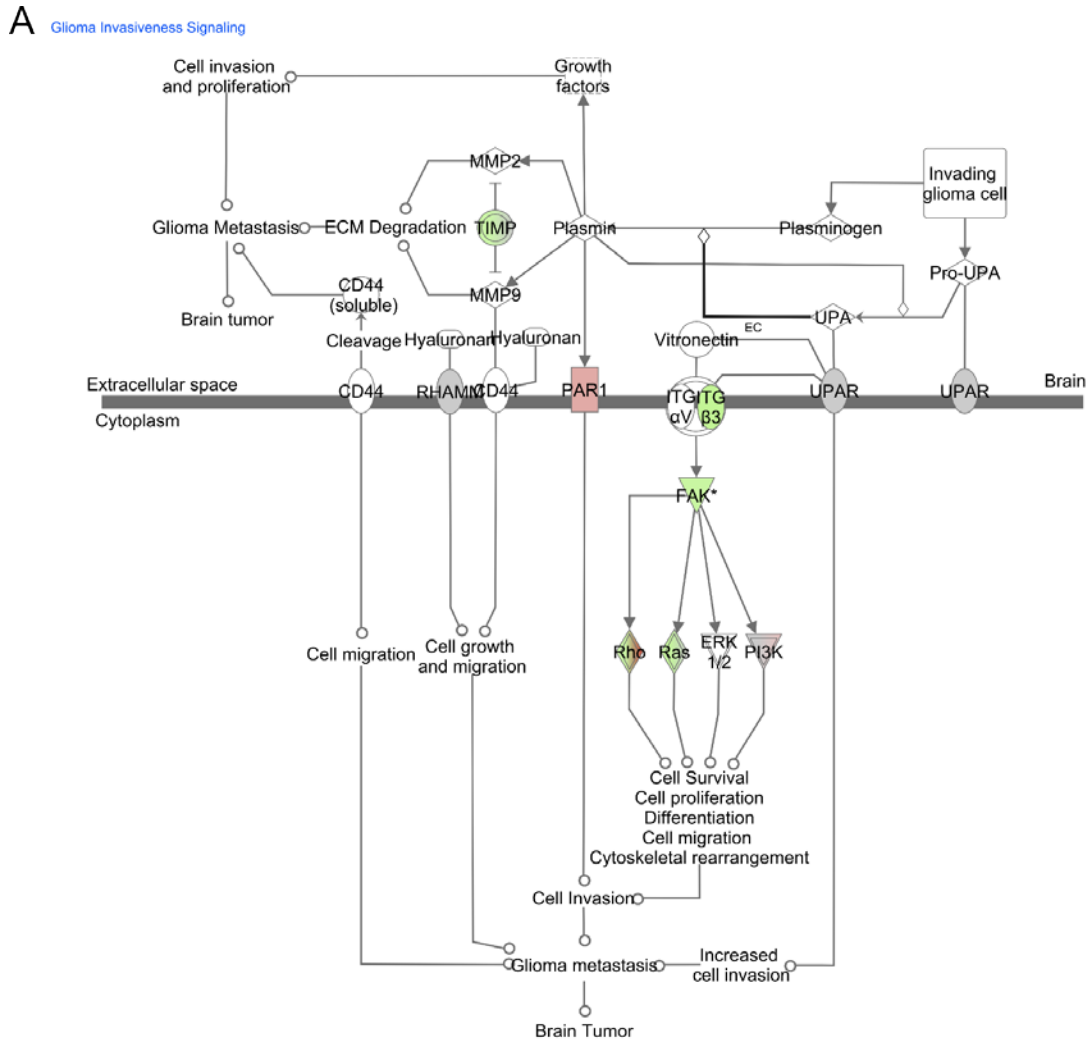 A
Glioma Invasiveness Signaling
Cell invasion
and proliferation
Growth
factors
MMP2
Invading
glioma cell
Glioma Metastasis
ECM Degradation
TIMP
Plasmin
Plasminogen
Pro-UPA
CD44
(soluble)
MMP9
Brain tumor
UPA
EC
Cleavage
Hyaluronan
Hyaluronan
Vitronectin
Extracellular space
Brain
CD44
RHAMM
CD44
PAR1
ITG
αV
ITG
β3
UPAR
UPAR
Cytoplasm
FAK*
Rho
Ras
ERK
1/2
PI3K
Cell migration
Cell growth
and migration
Cell Survival
Cell proliferation
Differentiation
Cell migration
Cytoskeletal rearrangement
Cell Invasion
Glioma metastasis
Increased
cell invasion
Brain Tumor